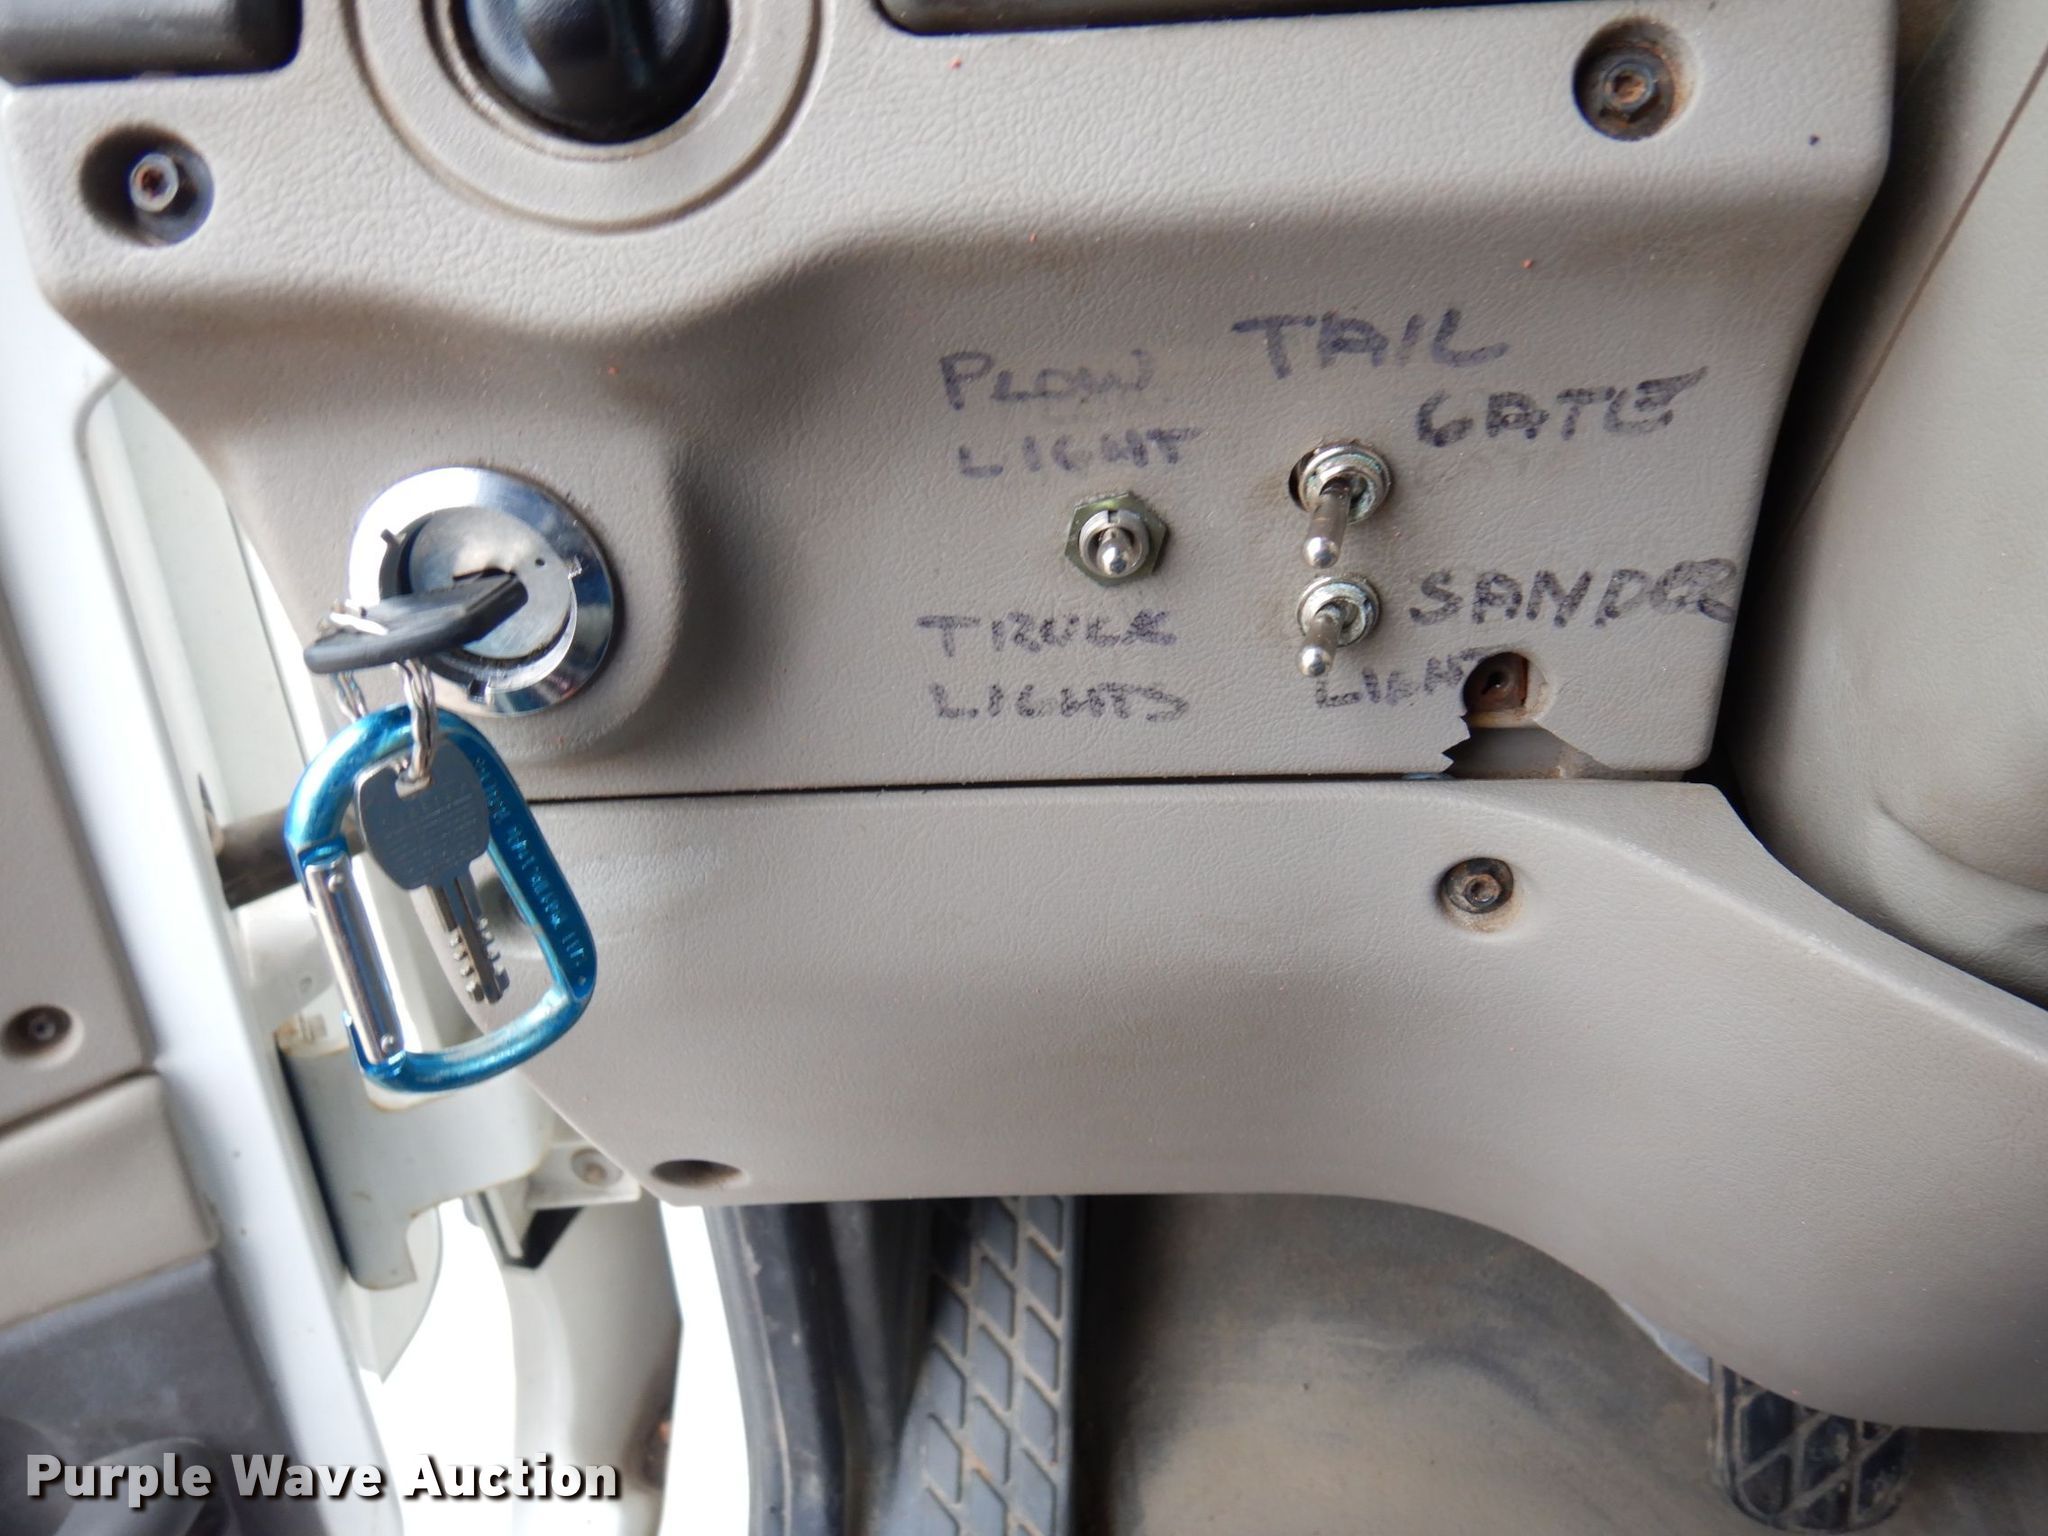 PLOW
LIGHT
TAIL
GATE
TRUCK
LIGHTS
SANDER
LIGHT
Purple Wave Auction